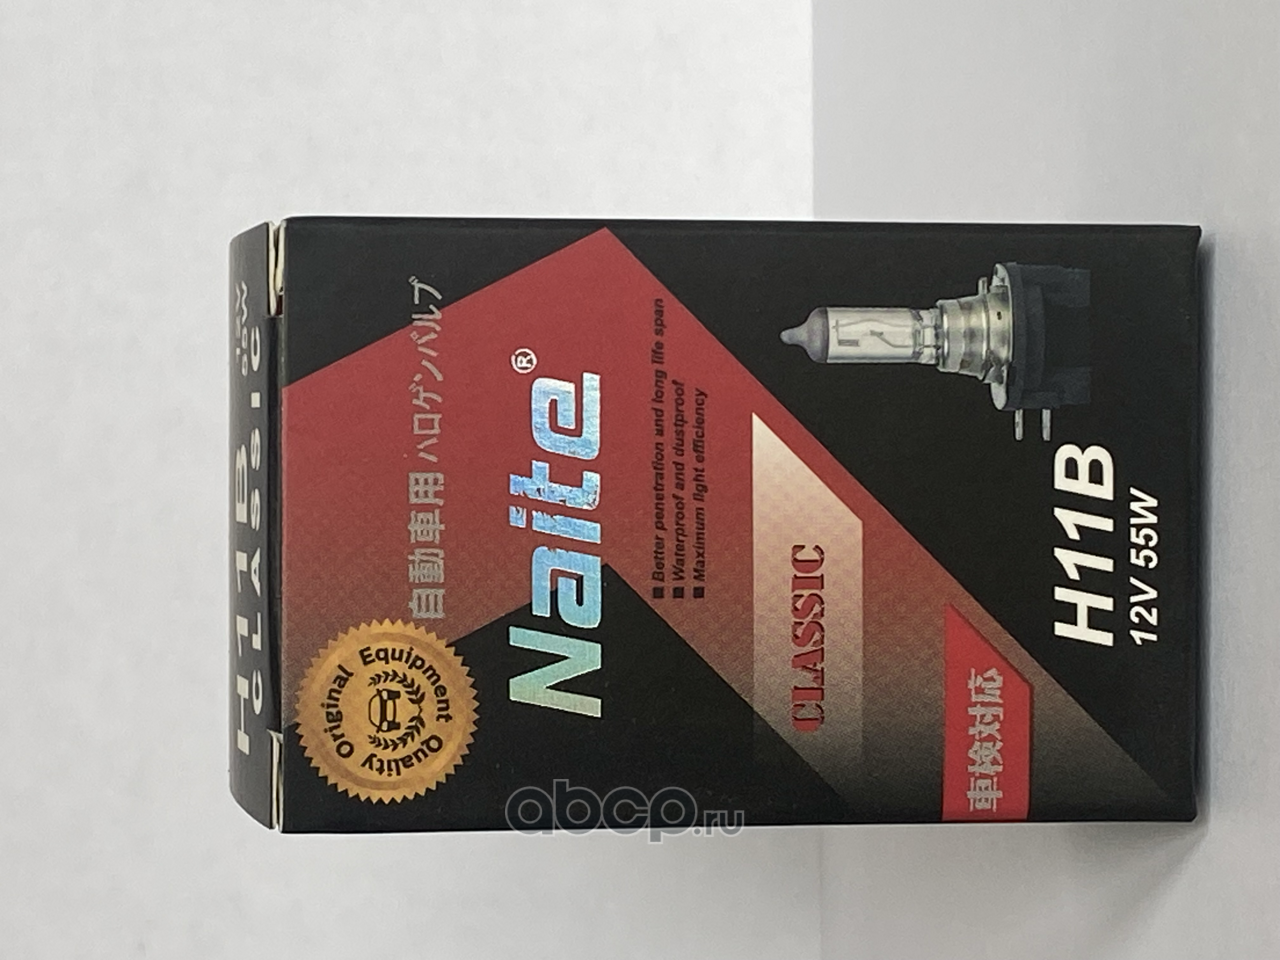 H11B 12V
CLASSIC 55W
Original Equipment Quality
自動車用 ハロゲンバルブ
Naite®
■ Better penetration and long life span
■ Waterproof and dustproof
■ Maximum light efficiency
CLASSIC
車検対応
H11B
12V 55W
abcp.ru